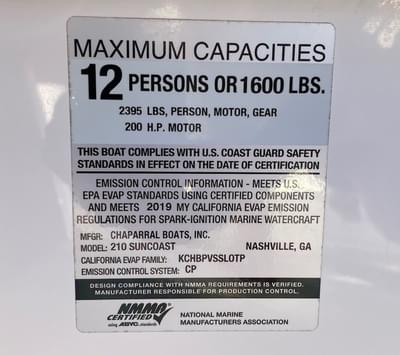 MAXIMUM CAPACITIES
12 PERSONS OR 1600 LBS.
2395 LBS, PERSON, MOTOR, GEAR
200 H.P. MOTOR
THIS BOAT COMPLIES WITH U.S. COAST GUARD SAFETY
STANDARDS IN EFFECT ON THE DATE OF CERTIFICATION
EMISSION CONTROL INFORMATION - MEETS U.S.
EPA EVAP STANDARDS USING CERTIFIED COMPONENTS
AND MEETS 2019 MY CALIFORNIA EVAP EMISSION
REGULATIONS FOR SPARK-IGNITION MARINE WATERCRAFT
MFGR: CHAPARRAL BOATS, INC.
MODEL: 210 SUNCOAST NASHVILLE, GA
CALIFORNIA EVAP FAMILY: KCHBPVSSLOTP
EMISSION CONTROL SYSTEM: CP
DESIGN COMPLIANCE WITH NMMA REQUIREMENTS IS VERIFIED.
MANUFACTURER RESPONSIBLE FOR PRODUCTION CONTROL.
NMMA
CERTIFIED
using ABYC standards
NATIONAL MARINE
MANUFACTURERS ASSOCIATION